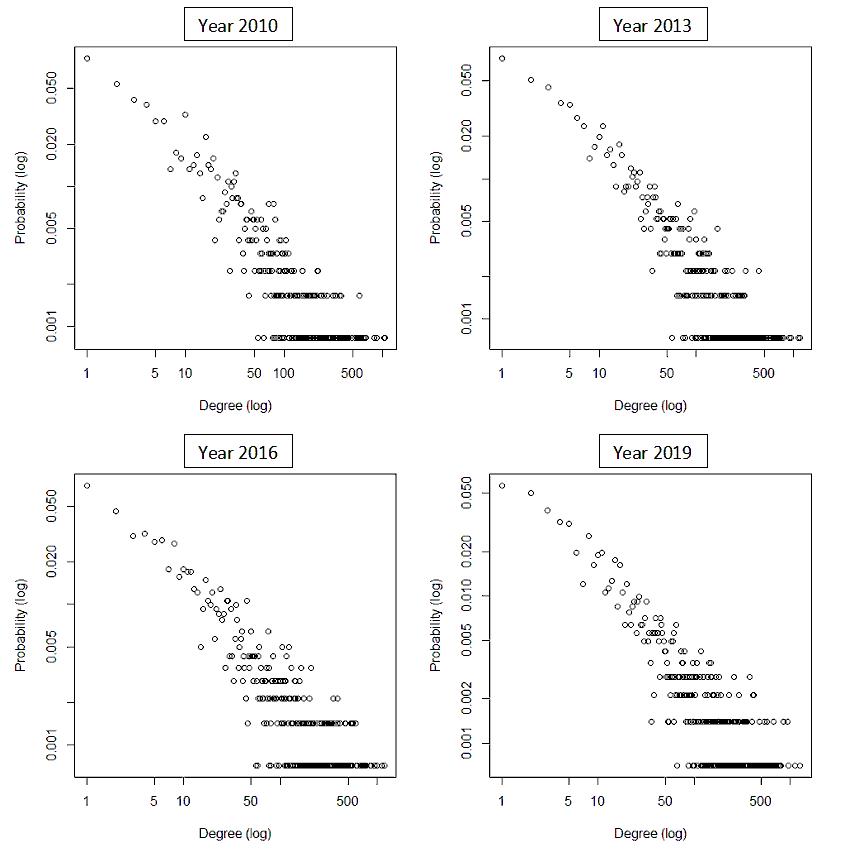 Year 2010
Probability (log)
0.050
0.020
0.005
0.001
1 5 10 50 100 500
Degree (log)
Year 2013
Probability (log)
0.050
0.020
0.005
0.001
1 5 10 50 500
Degree (log)
Year 2016
Probability (log)
0.050
0.020
0.005
0.001
1 5 10 50 500
Degree (log)
Year 2019
Probability (log)
0.050
0.020
0.010
0.005
0.002
0.001
1 5 10 50 500
Degree (log)